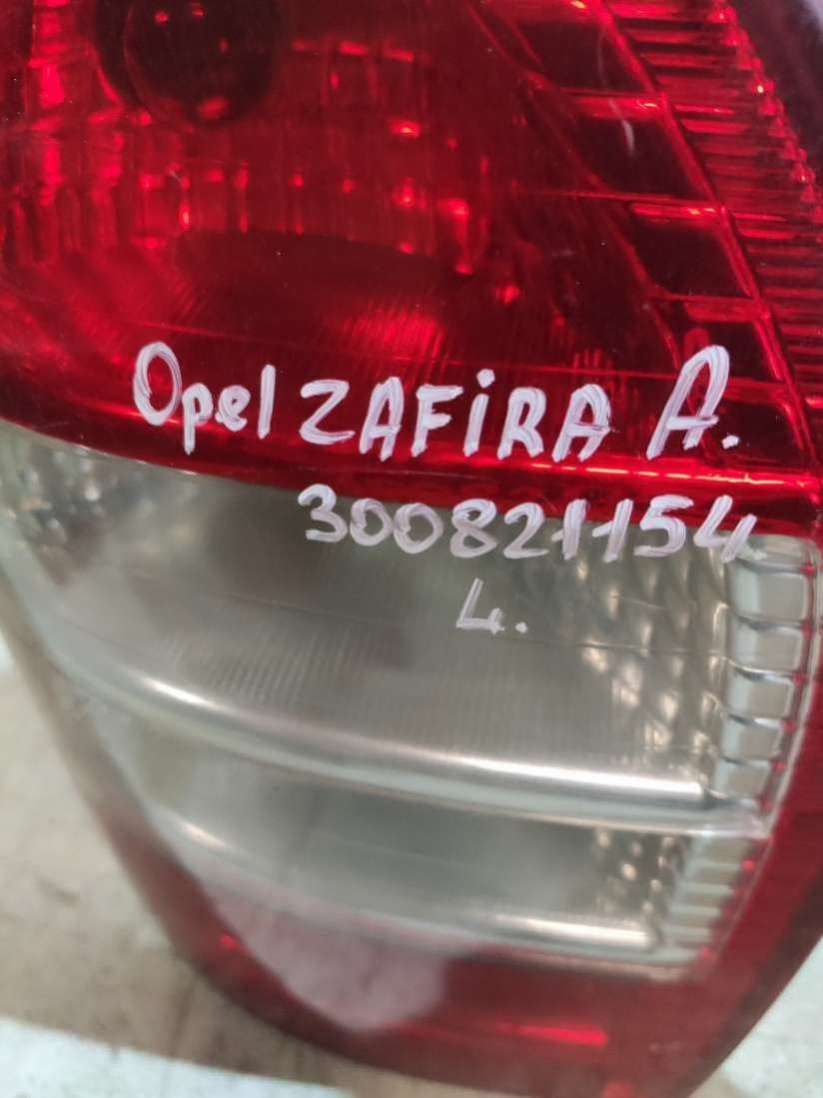 Opel ZAFiRA A.
300821154
L.